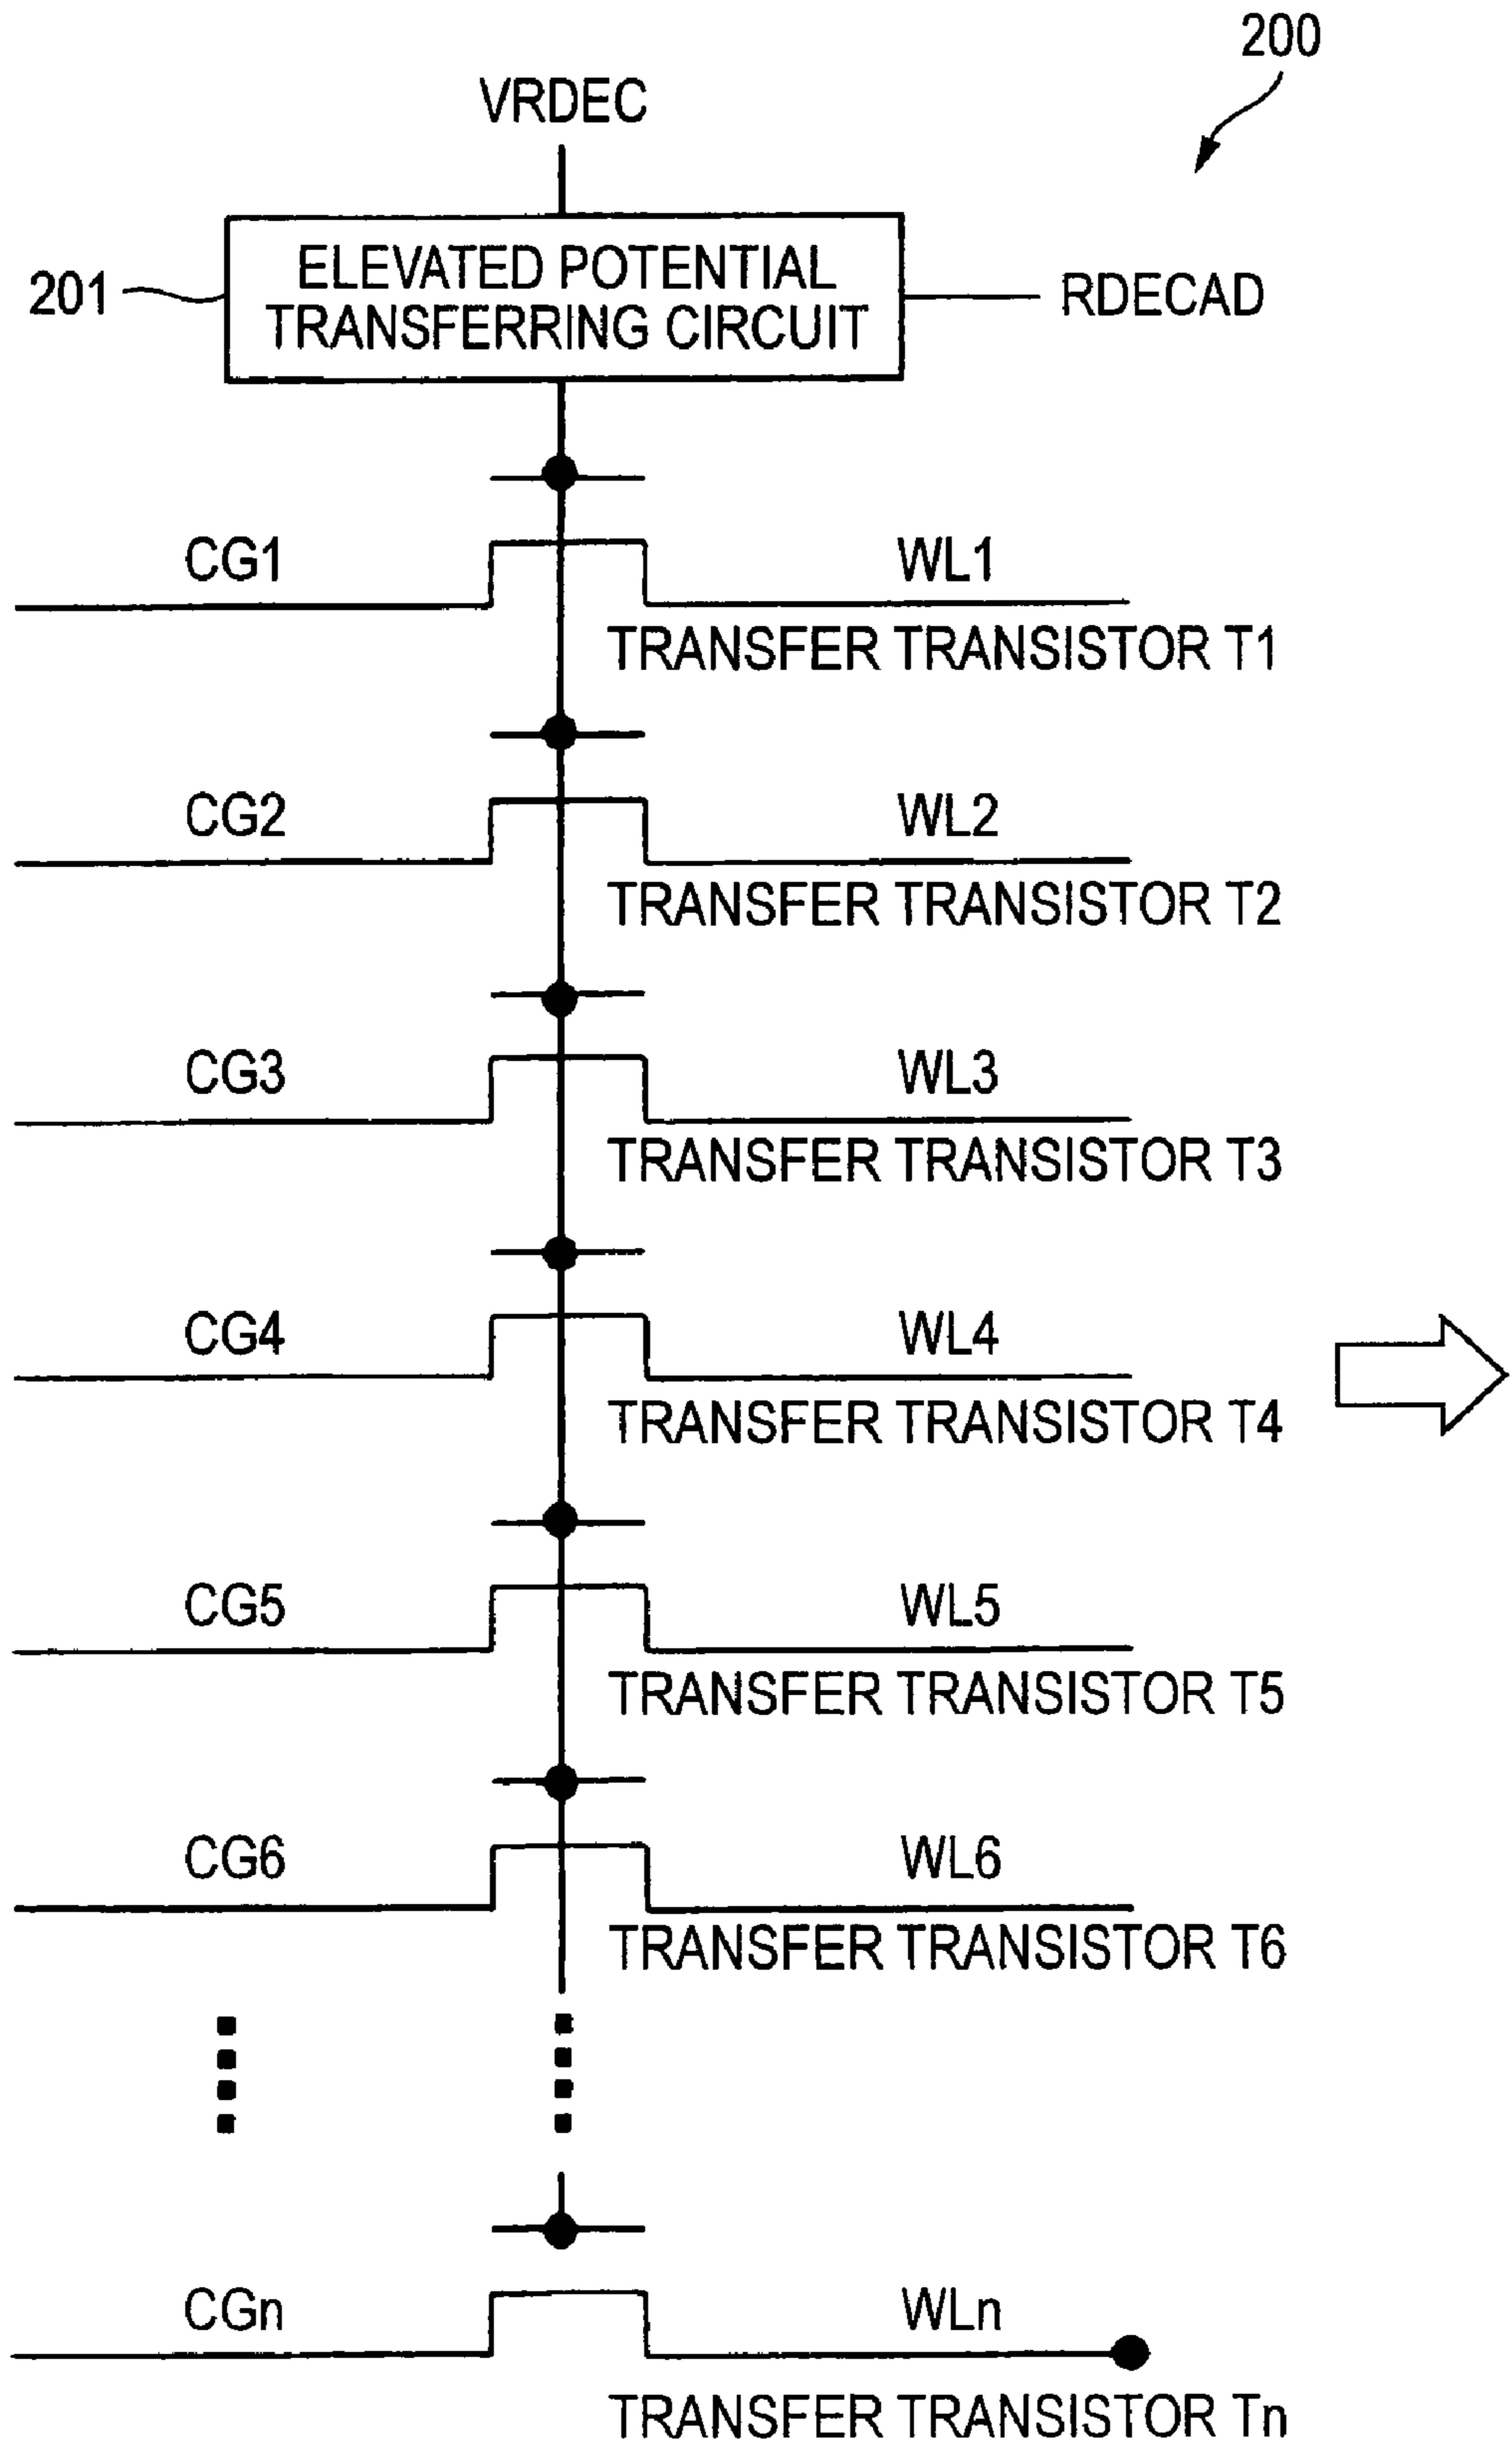 200
VRDEC
ELEVATED POTENTIAL
TRANSFERRING CIRCUIT
201
RDECAD
CG1
WL1
TRANSFER TRANSISTOR T1
CG2
WL2
TRANSFER TRANSISTOR T2
CG3
WL3
TRANSFER TRANSISTOR T3
CG4
WL4
TRANSFER TRANSISTOR T4
CG5
WL5
TRANSFER TRANSISTOR T5
CG6
WL6
TRANSFER TRANSISTOR T6
CGn
WLn
TRANSFER TRANSISTOR Tn